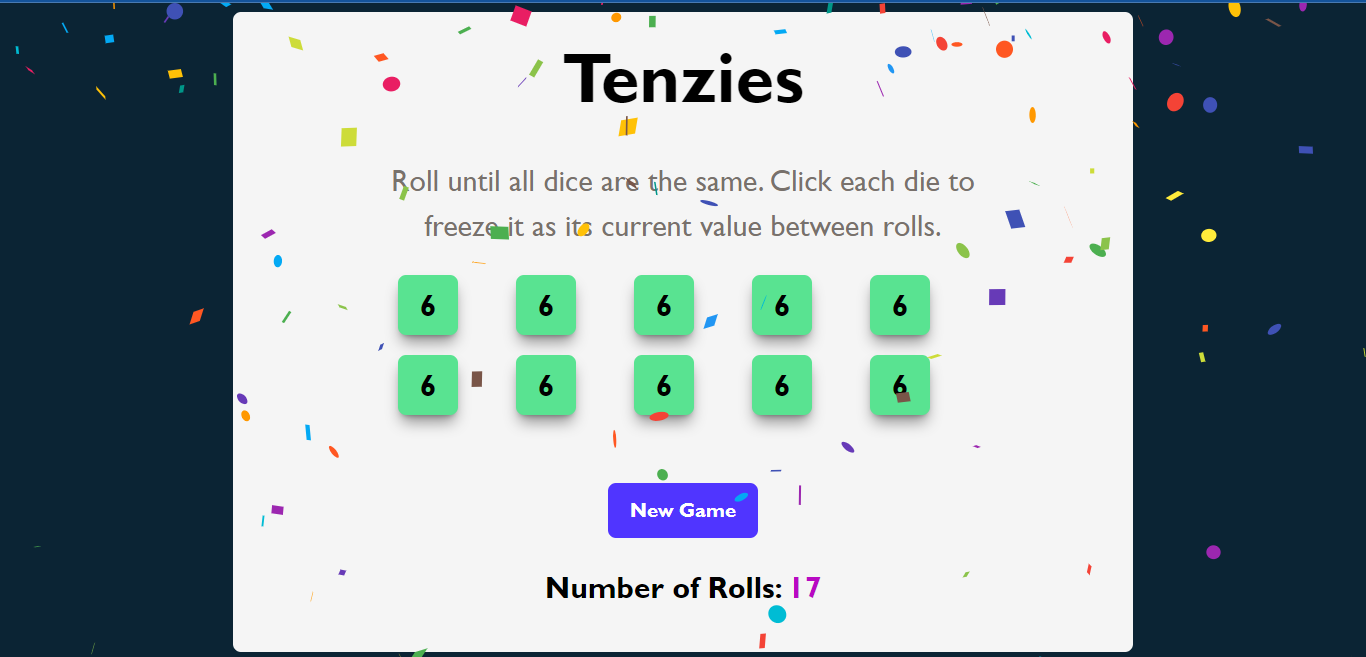 Tenzies
Roll until all dice are the same. Click each die to
freeze it as its current value between rolls.
6 6 6 6 6
6 6 6 6 6
New Game
Number of Rolls: 17